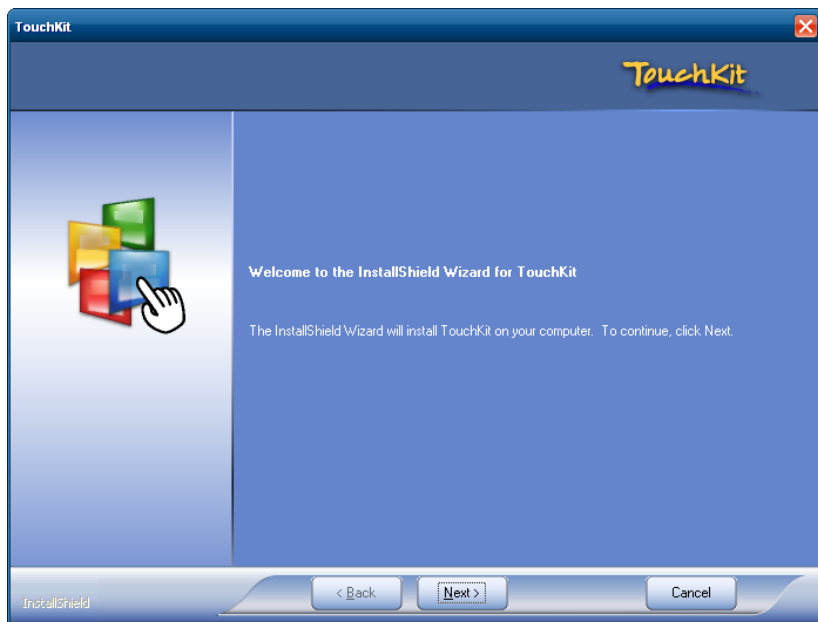 TouchKit
TouchKit
Welcome to the InstallShield Wizard for TouchKit
The InstallShield Wizard will install TouchKit on your computer. To continue, click Next.
InstallShield
< Back
Next >
Cancel